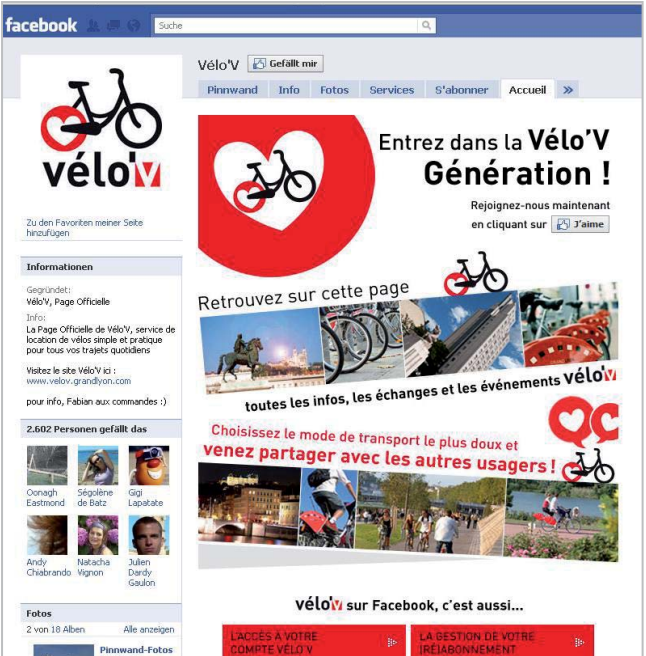 facebook
Suche
Vélo'V Gefällt mir
Pinnwand Info Fotos Services S'abonner Accueil »
vélo'v
Zu den Favoriten meiner Seite
hinzufügen
Informationen
Gegründet:
Vélo'V, Page Officielle
Info:
La Page Officielle de Vélo'V, service de
location de vélos simple et pratique
pour tous vos trajets quotidiens
Visitez le site Vélo'V ici :
www.velov.grandlyon.com
pour info, Fabian aux commandes :)
2.602 Personen gefällt das
Oonagh
Eastmond
Ségolène
de Batz
Gigi
Lapatate
Andy
Chiabrando
Natacha
Vignon
Julien
Dardy
Gaulon
Fotos
2 von 18 Alben Alle anzeigen
Pinnwand-Fotos
Entrez dans la Vélo'V
Génération !
Rejoignez-nous maintenant
en cliquant sur J'aime
Retrouvez sur cette page
toutes les infos, les échanges et les événements vélo'v
Choisissez le mode de transport le plus doux et
venez partager avec les autres usagers !
vélo'v sur Facebook, c'est aussi...
L'ACCÈS À VOTRE
COMPTE VÉLO'V
LA GESTION DE VOTRE
(RÉ)ABONNEMENT